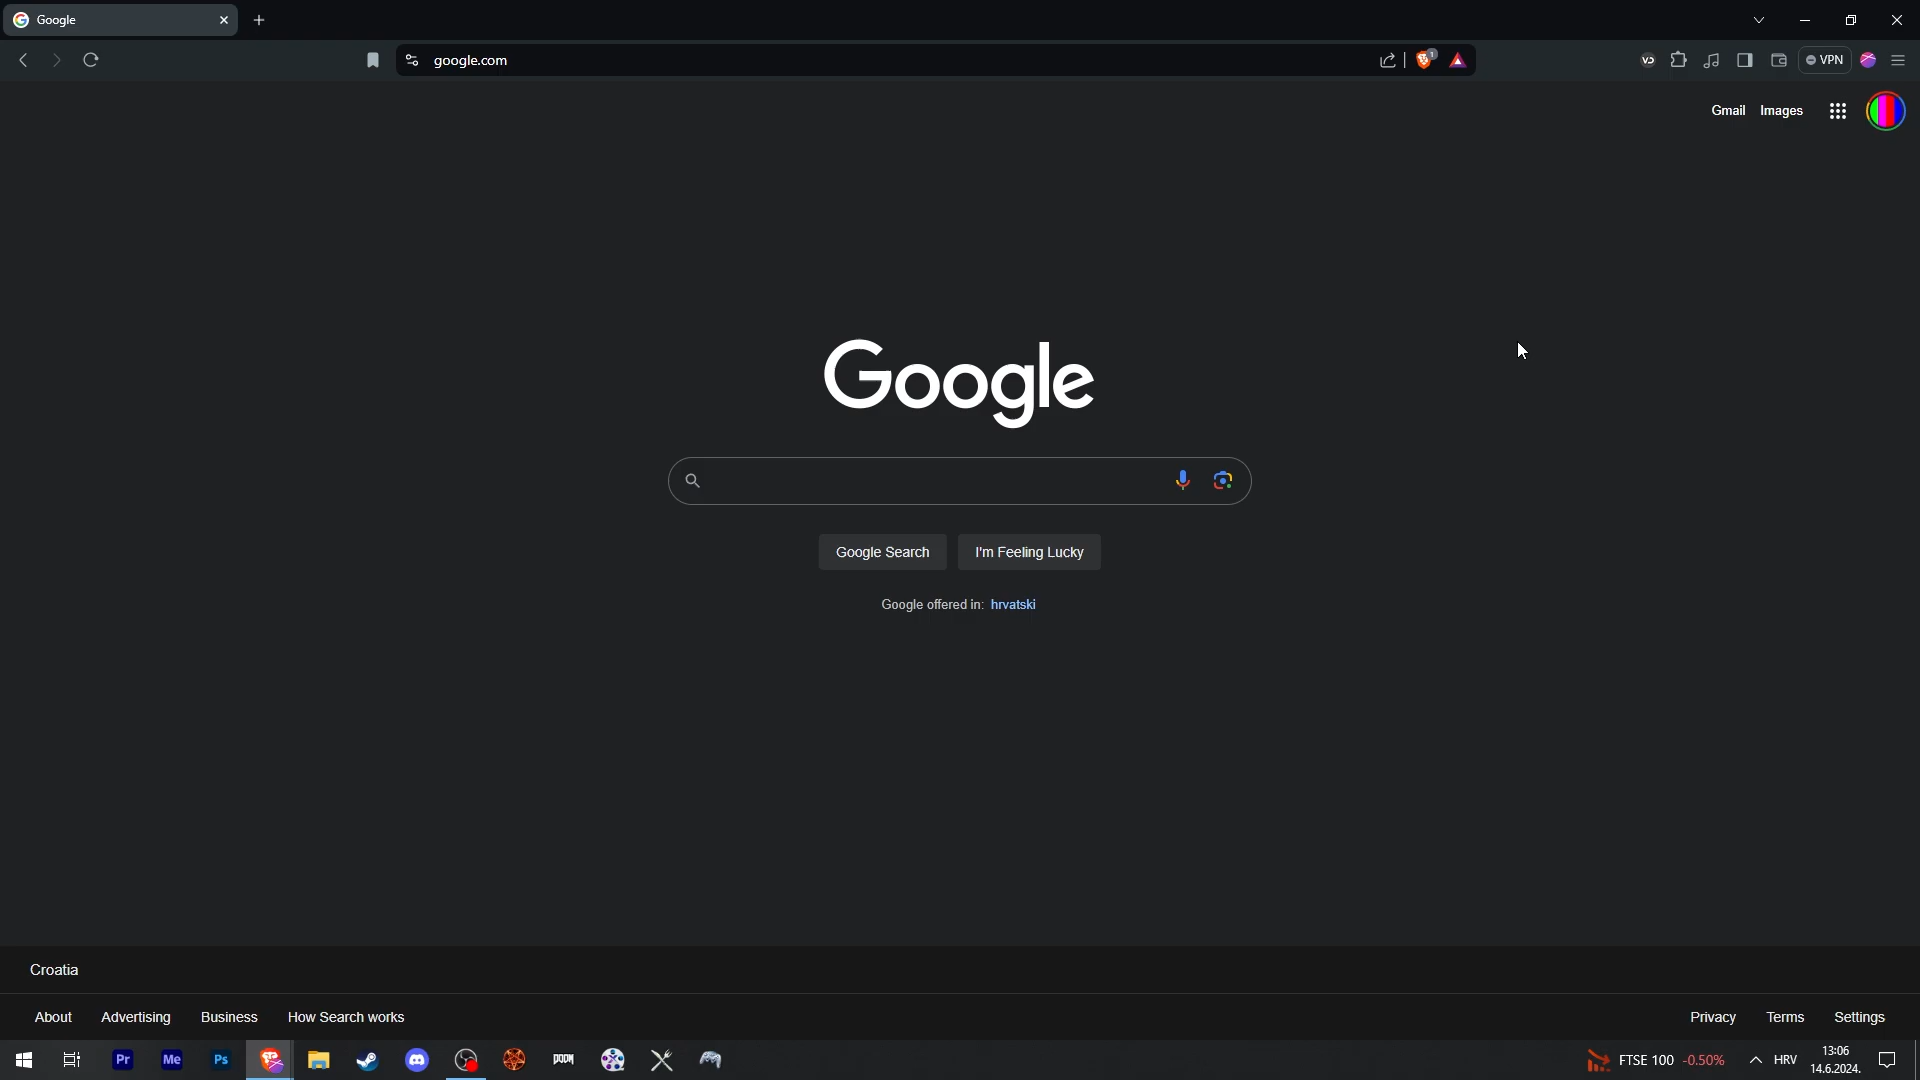 Google
google.com
1
VPN
Gmail Images
Google
Google Search I'm Feeling Lucky
Google offered in: hrvatski
Croatia
About Advertising Business How Search works
Privacy Terms Settings
Pr Me Ps DOOM
FTSE 100 -0.50% HRV
13:06
14.6.2024.